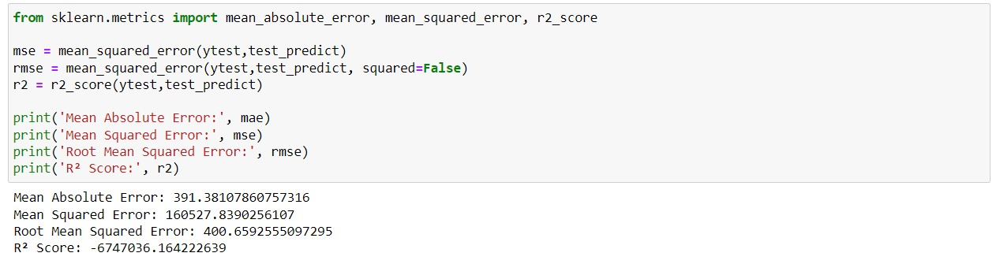 from sklearn.metrics import mean_absolute_error, mean_squared_error, r2_score
mse = mean_squared_error(ytest,test_predict)
rmse = mean_squared_error(ytest,test_predict, squared=False)
r2 = r2_score(ytest,test_predict)
print('Mean Absolute Error:', mae)
print('Mean Squared Error:', mse)
print('Root Mean Squared Error:', rmse)
print('R² Score:', r2)
Mean Absolute Error: 391.38107860757316
Mean Squared Error: 160527.8390256107
Root Mean Squared Error: 400.6592555097295
R² Score: -6747036.164222639